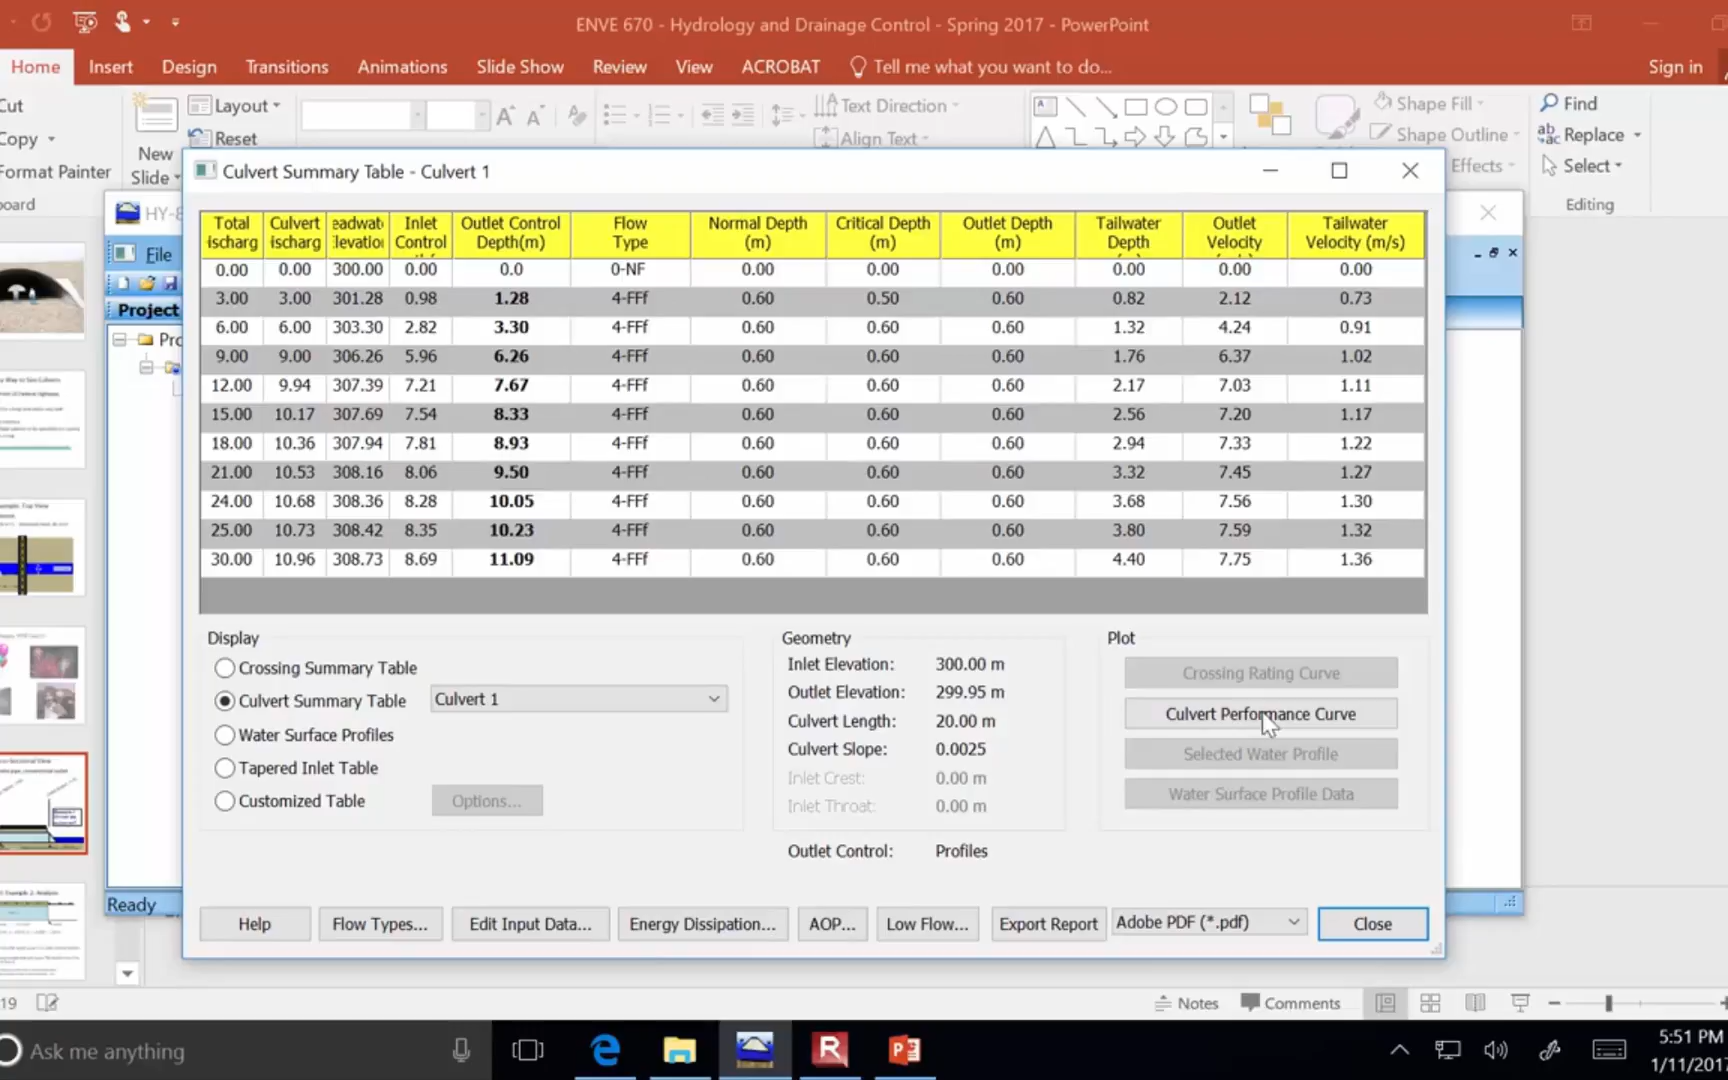 ENVE 670 - Hydrology and Drainage Control - Spring 2017 - PowerPoint
Home Insert Design Transitions Animations Slide Show Review View ACROBAT Tell me what you want to do... Sign in
Cut
Copy
Format Painter
New
Slide
Layout
Reset
Text Direction
Align Text
Shape Fill
Shape Outline
Effects
Find
Replace
Select
Editing
HY-8
File
Project
Ready
Culvert Summary Table - Culvert 1
Total Culvert Inlet Outlet Control Flow Normal Depth Critical Depth Outlet Depth Tailwater Outlet Tailwater
ischarg ischarg Control Depth(m) Type (m) (m) (m) Depth Velocity Velocity (m/s)
0.00 0.00 300.00 0.00 0.0 0-NF 0.00 0.00 0.00 0.00 0.00 0.00
3.00 3.00 301.28 0.98 1.28 4-FFf 0.60 0.50 0.60 0.82 2.12 0.73
6.00 6.00 303.30 2.82 3.30 4-FFf 0.60 0.60 0.60 1.32 4.24 0.91
9.00 9.00 306.26 5.96 6.26 4-FFf 0.60 0.60 0.60 1.76 6.37 1.02
12.00 9.94 307.39 7.21 7.67 4-FFf 0.60 0.60 0.60 2.17 7.03 1.11
15.00 10.17 307.69 7.54 8.33 4-FFf 0.60 0.60 0.60 2.56 7.20 1.17
18.00 10.36 307.94 7.81 8.93 4-FFf 0.60 0.60 0.60 2.94 7.33 1.22
21.00 10.53 308.16 8.06 9.50 4-FFf 0.60 0.60 0.60 3.32 7.45 1.27
24.00 10.68 308.36 8.28 10.05 4-FFf 0.60 0.60 0.60 3.68 7.56 1.30
25.00 10.73 308.42 8.35 10.23 4-FFf 0.60 0.60 0.60 3.80 7.59 1.32
30.00 10.96 308.73 8.69 11.09 4-FFf 0.60 0.60 0.60 4.40 7.75 1.36
Display
Crossing Summary Table
Culvert Summary Table Culvert 1
Water Surface Profiles
Tapered Inlet Table
Customized Table Options...
Geometry
Inlet Elevation: 300.00 m
Outlet Elevation: 299.95 m
Culvert Length: 20.00 m
Culvert Slope: 0.0025
Inlet Crest: 0.00 m
Inlet Throat: 0.00 m
Outlet Control: Profiles
Plot
Crossing Rating Curve
Culvert Performance Curve
Selected Water Profile
Water Surface Profile Data
Help Flow Types... Edit Input Data... Energy Dissipation... AOP... Low Flow... Export Report Adobe PDF (*.pdf) Close
19 Notes Comments
Ask me anything
5:51 PM
1/11/2017